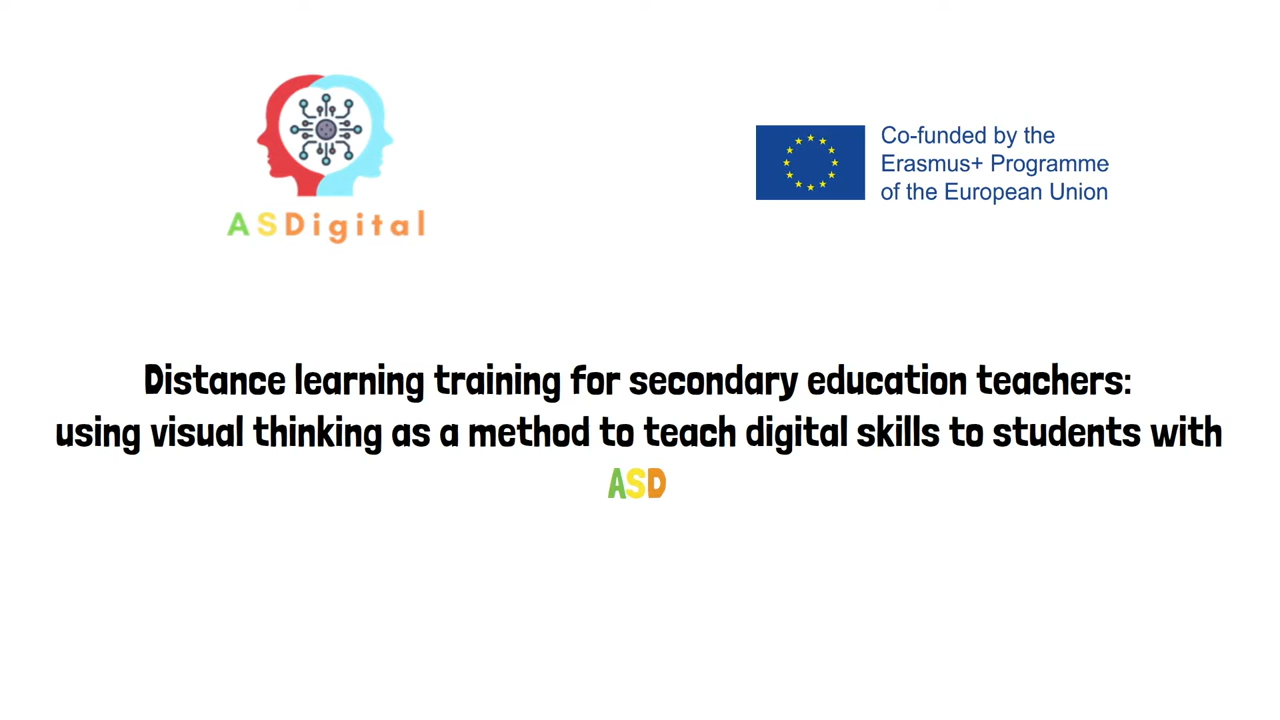 ASDigital
Co-funded by the
Erasmus+ Programme
of the European Union
Distance learning training for secondary education teachers:
using visual thinking as a method to teach digital skills to students with
ASD